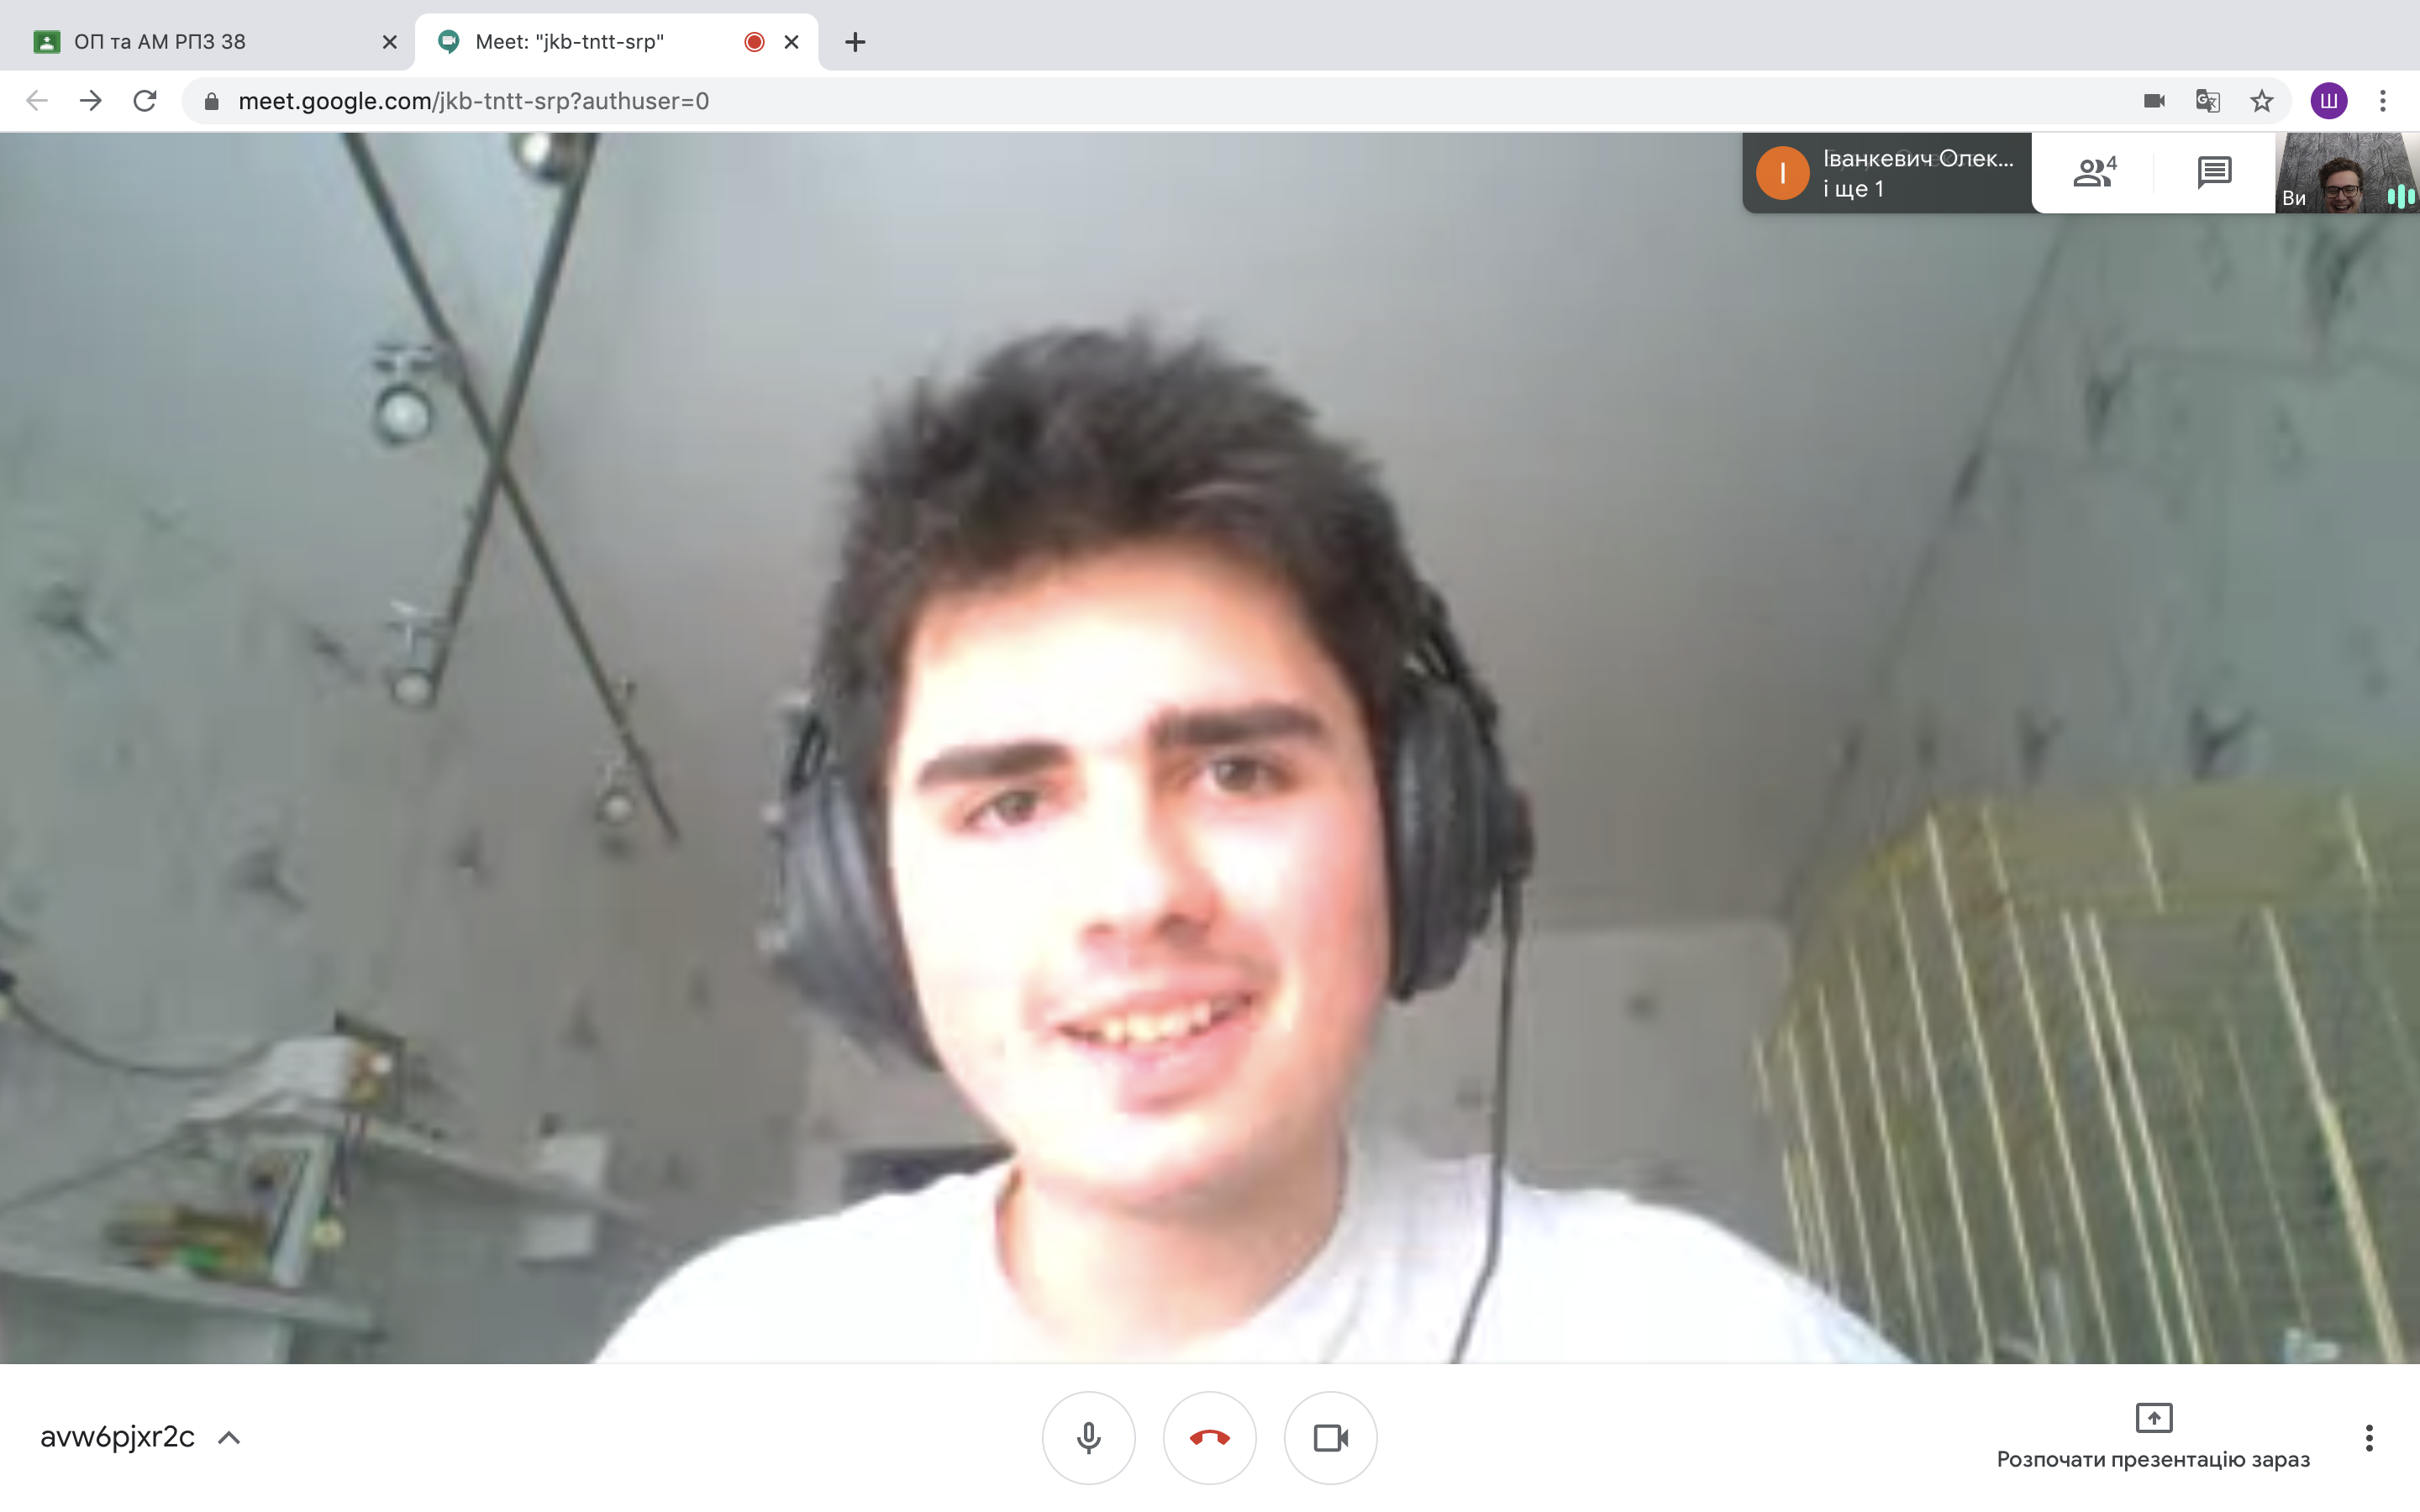 ОП та АМ РПЗ 38
Meet: "jkb-tntt-srp"
meet.google.com/jkb-tntt-srp?authuser=0
Ш
І
Іванкевич Олек...
і ще 1
4
Ви
avw6pjxr2c
Розпочати презентацію зараз